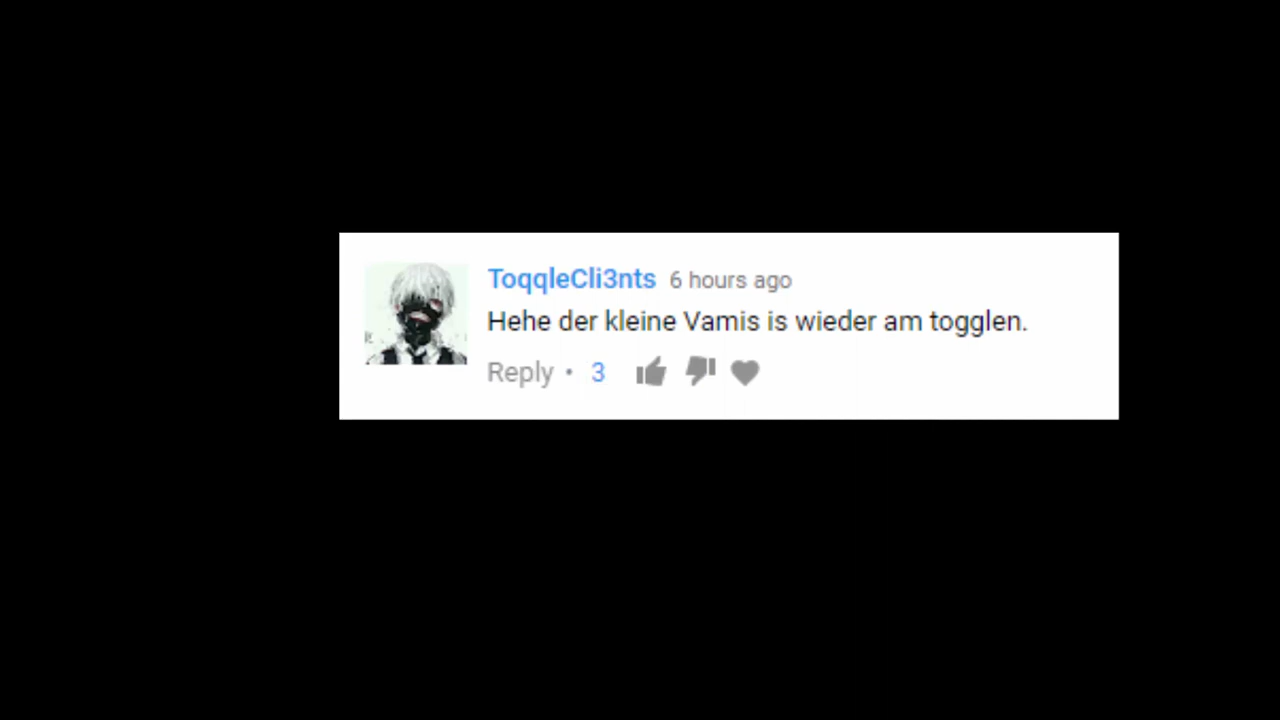 ToqqleCli3nts 6 hours ago
Hehe der kleine Vamis is wieder am togglen.
Reply • 3